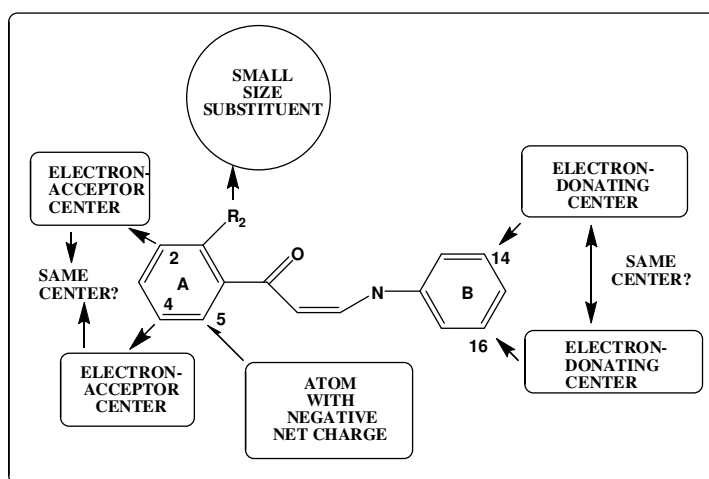 SMALL
SIZE
SUBSTITUENT
ELECTRON-
ACCEPTOR
CENTER
ELECTRON-
DONATING
CENTER
R2
2
O
14
SAME
CENTER?
A
N
B
SAME
CENTER?
4
5
16
ELECTRON-
ACCEPTOR
CENTER
ATOM
WITH
NEGATIVE
NET CHARGE
ELECTRON-
DONATING
CENTER